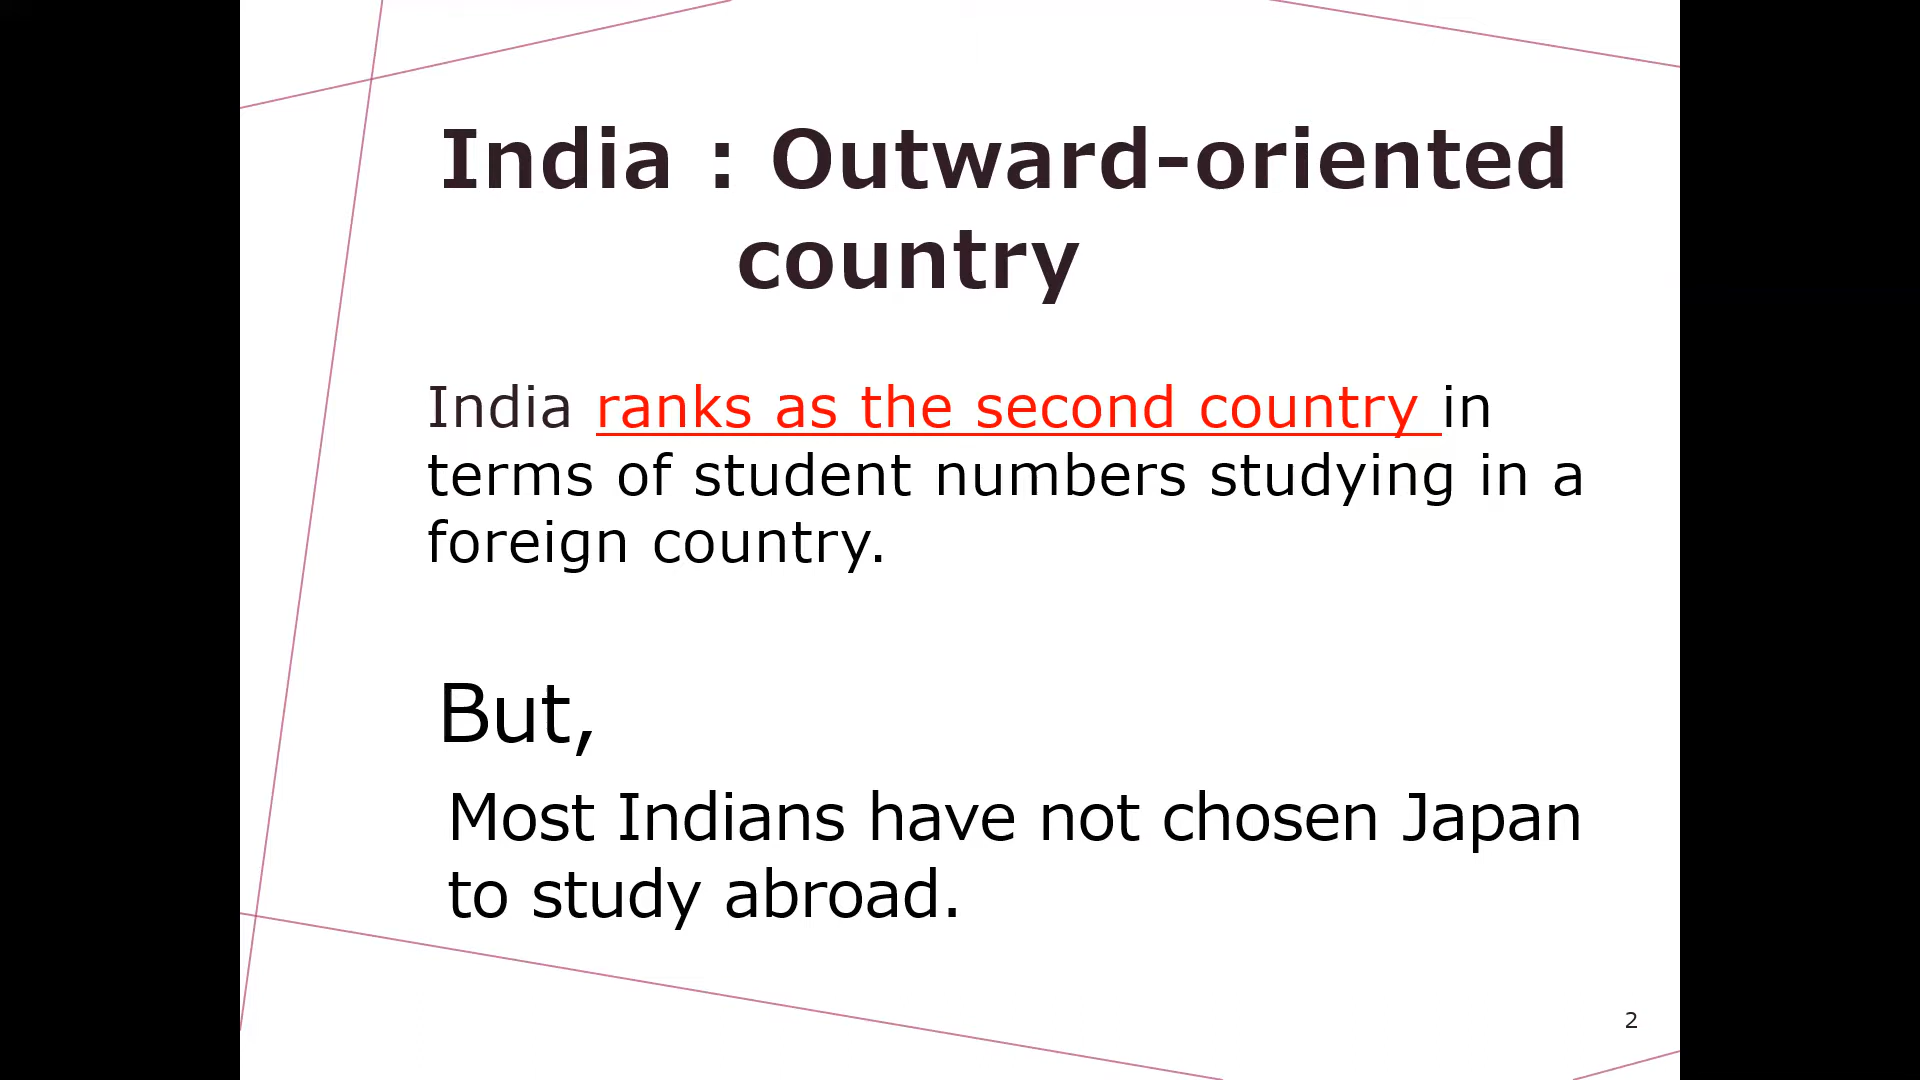 India : Outward-oriented
country
India ranks as the second country in
terms of student numbers studying in a
foreign country.
But,
Most Indians have not chosen Japan
to study abroad.
2